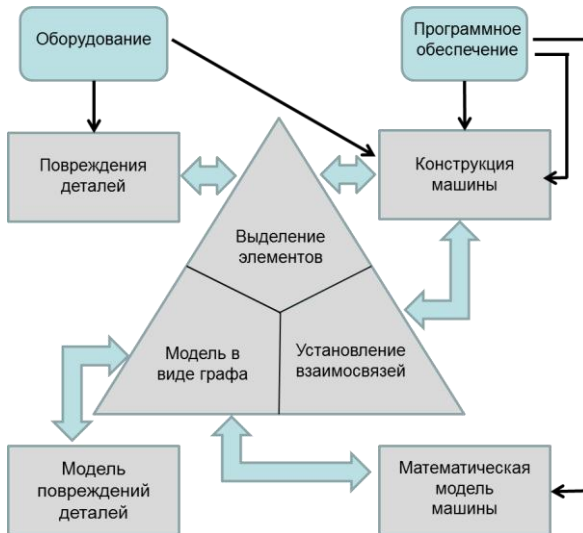 Оборудование
Программное
обеспечение
Повреждения
деталей
Конструкция
машины
Выделение
элементов
Модель в
виде графа
Установление
взаимосвязей
Модель
повреждений
деталей
Математическая
модель
машины